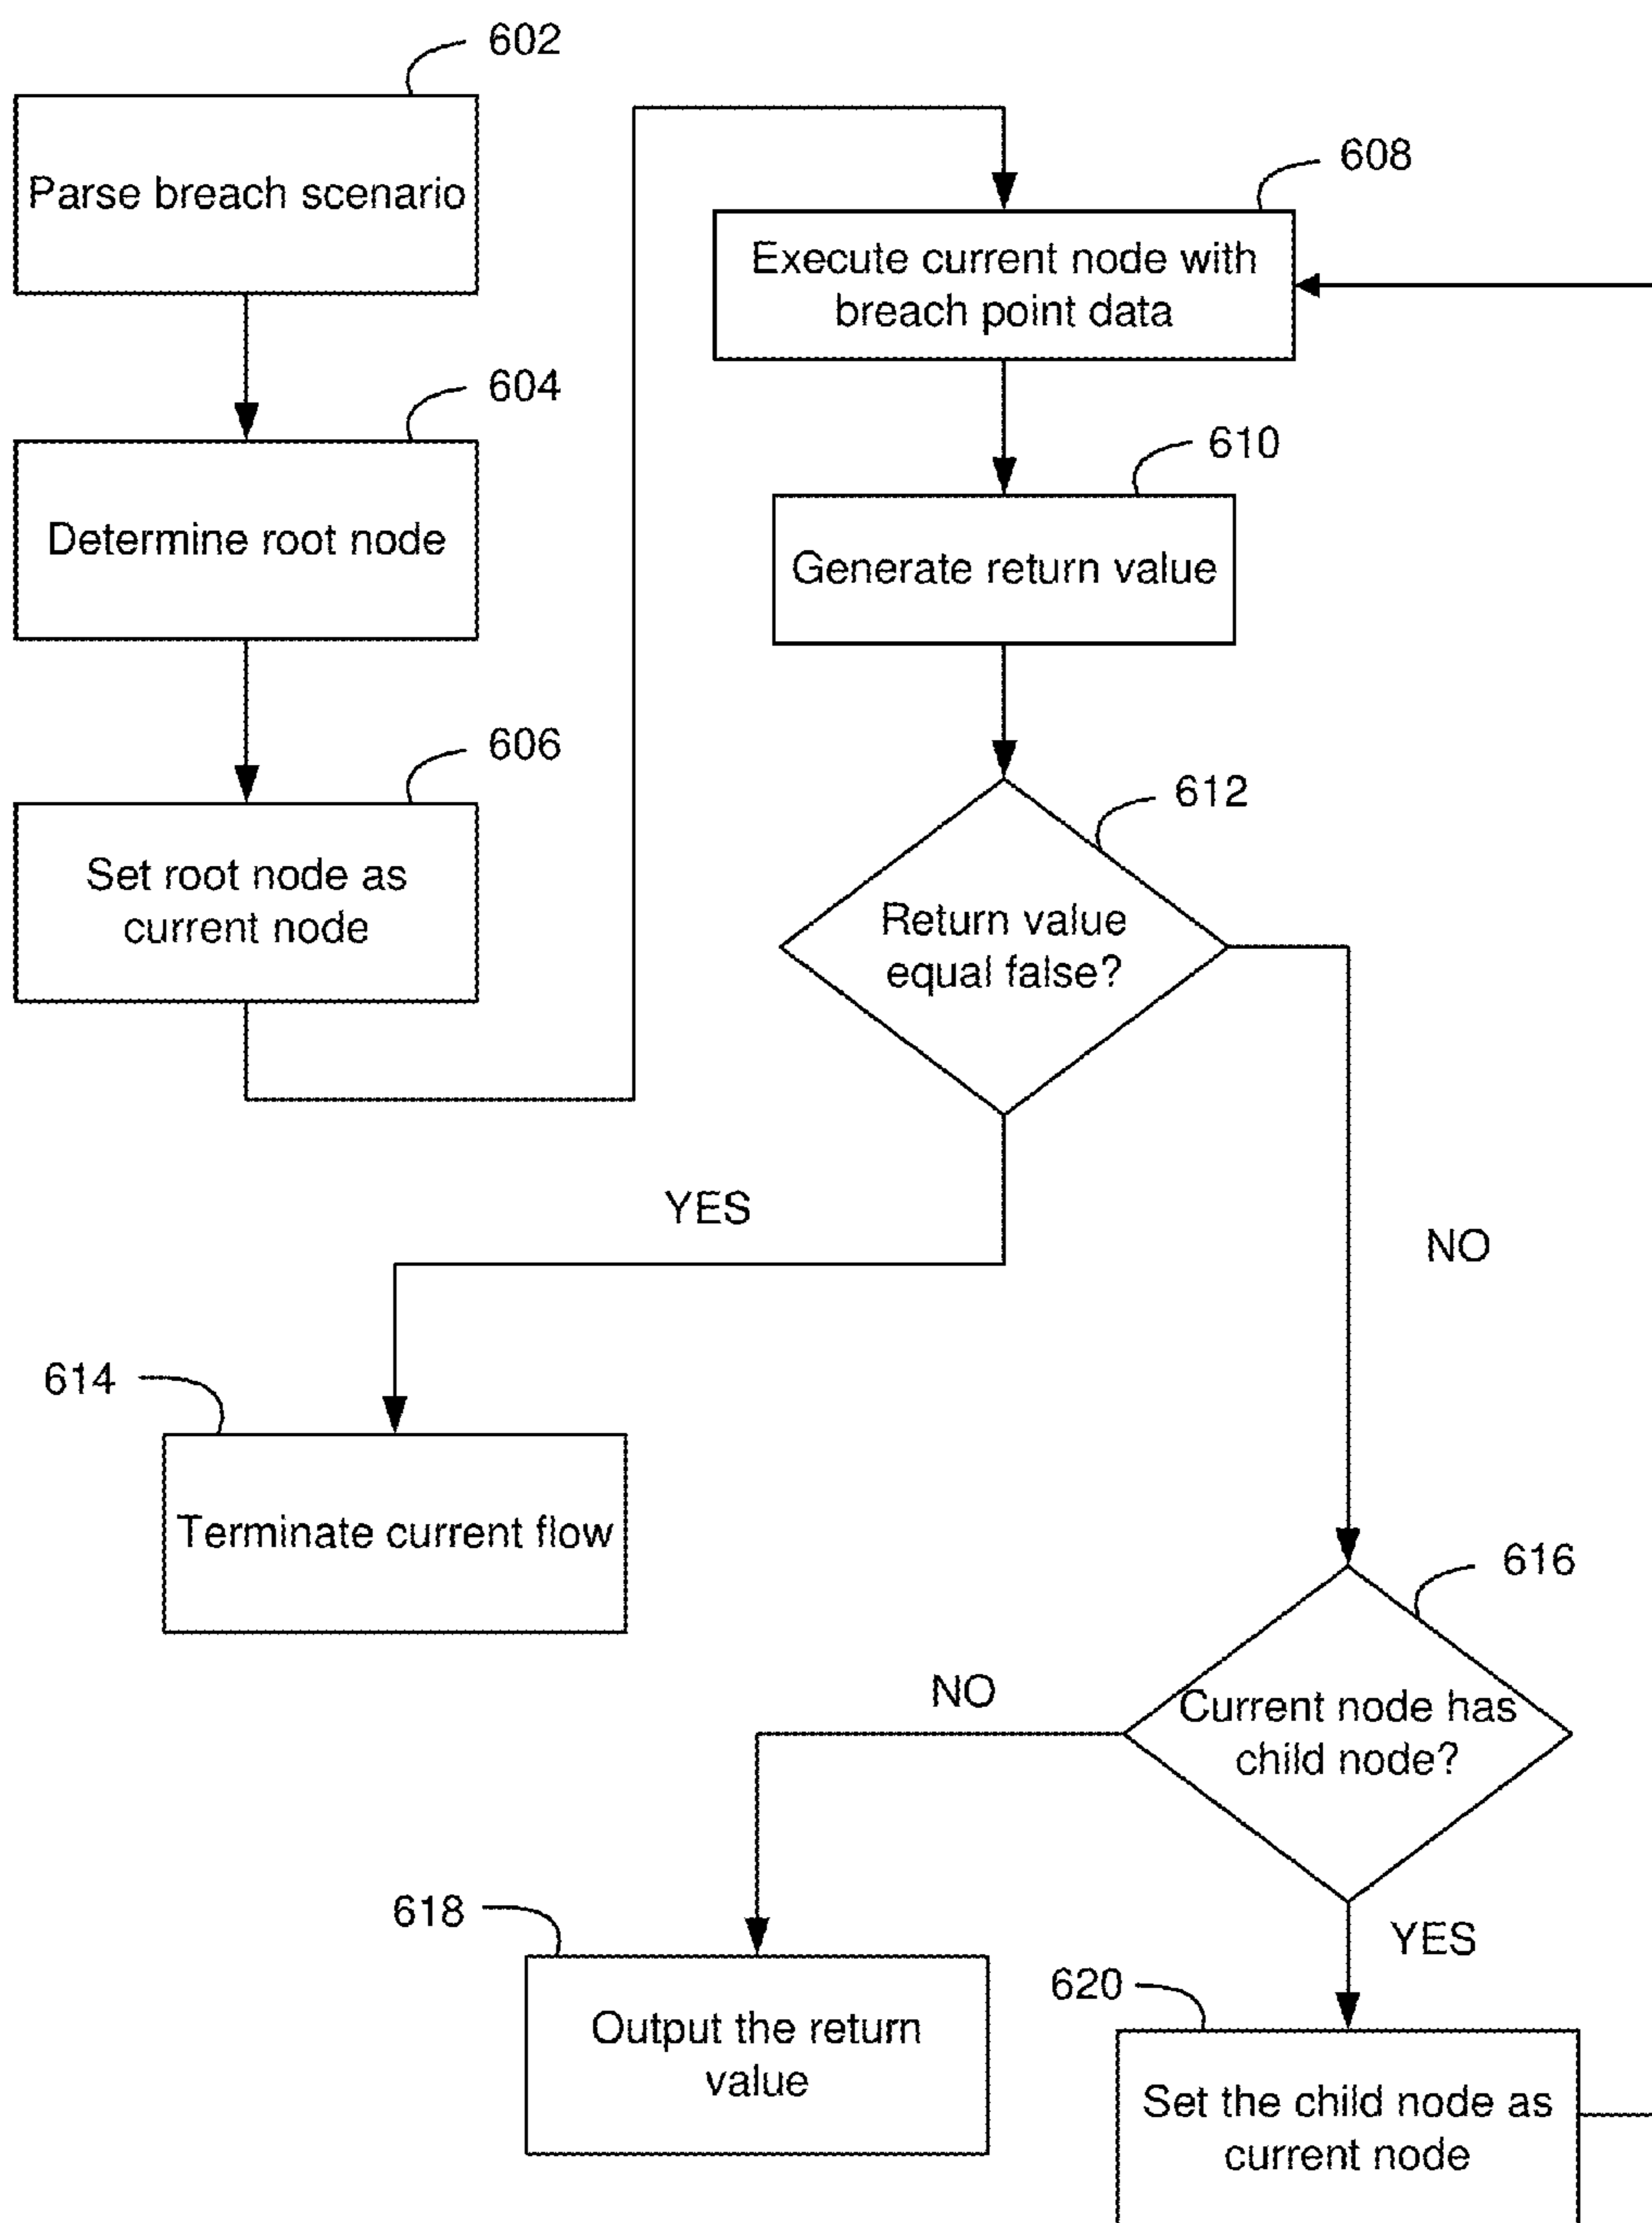 602
Parse breach scenario
604
Determine root node
606
Set root node as
current node
608
Execute current node with
breach point data
610
Generate return value
612
Return value
equal false?
YES
NO
614
Terminate current flow
616
Current node has
child node?
NO
YES
618
Output the return
value
620
Set the child node as
current node